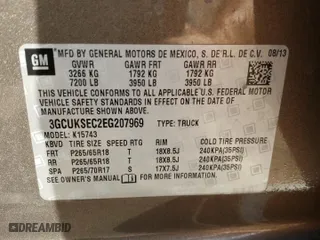 GM
MFD BY GENERAL MOTORS DE MEXICO, S. DE R.L. DE C.V. 08/13
GVWR GAWR FRT GAWR RR
3266 KG 1792 KG 1792 KG
7200 LB 3950 LB 3950 LB
THIS VEHICLE CONFORMS TO ALL APPLICABLE U.S. FEDERAL MOTOR
VEHICLE SAFETY STANDARDS IN EFFECT ON THE DATE OF
MANUFACTURE SHOWN ABOVE.
3GCUKSEC2EG207969 TYPE: TRUCK
MODEL: K15743
KBVD TIRE SIZE SPEED RTG RIM COLD TIRE PRESSURE
FRT P265/65R18 T 18X8.5J 240KPA(35PSI)
RR P265/65R18 T 18X8.5J 240KPA(35PSI)
SPA P265/70R17 S 17X7.5J 240KPA(35PSI)
SEE OWNER'S MANUAL FOR ADDITIONAL INFORMATION.
DREAMBID